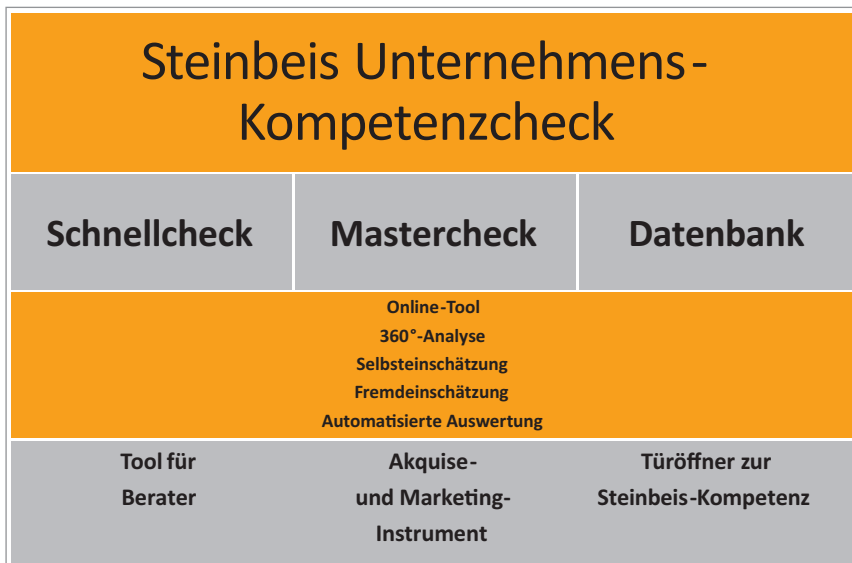 Steinbeis Unternehmens-
Kompetenzcheck
Schnellcheck
Mastercheck
Datenbank
Online-Tool
360°-Analyse
Selbsteinschätzung
Fremdeinschätzung
Automatisierte Auswertung
Tool für
Berater
Akquise-
und Marketing-
Instrument
Türöffner zur
Steinbeis-Kompetenz